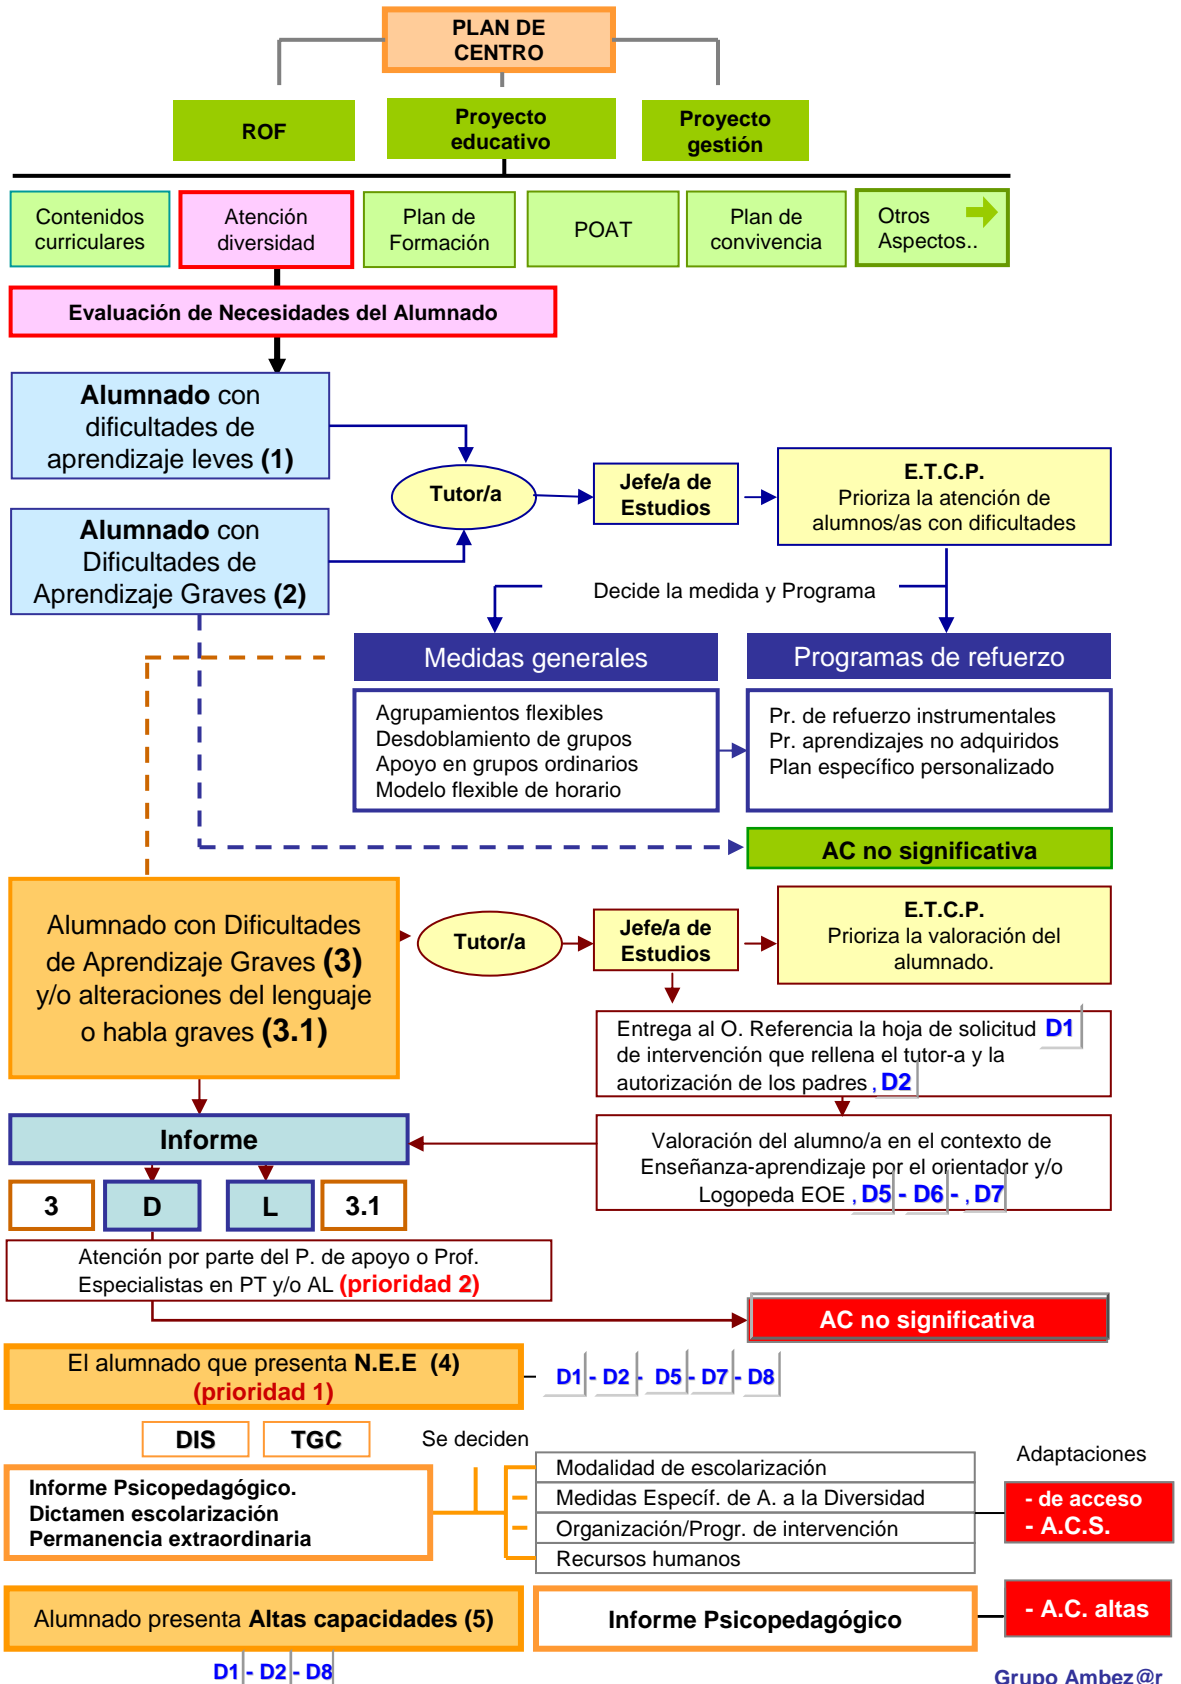 PLAN DE
CENTRO
ROF
Proyecto
educativo
Proyecto
gestión
Contenidos
curriculares
Atención
diversidad
Plan de
Formación
POAT
Plan de
convivencia
Otros
Aspectos..
Evaluación de Necesidades del Alumnado
Alumnado con
dificultades de
aprendizaje leves (1)
Tutor/a
Jefe/a de
Estudios
E.T.C.P.
Prioriza la atención de
alumnos/as con dificultades
Alumnado con
Dificultades de
Aprendizaje Graves (2)
Decide la medida y Programa
Medidas generales
Programas de refuerzo
Agrupamientos flexibles
Desdoblamiento de grupos
Apoyo en grupos ordinarios
Modelo flexible de horario
Pr. de refuerzo instrumentales
Pr. aprendizajes no adquiridos
Plan específico personalizado
AC no significativa
Alumnado con Dificultades
de Aprendizaje Graves (3)
y/o alteraciones del lenguaje
o habla graves (3.1)
Tutor/a
Jefe/a de
Estudios
E.T.C.P.
Prioriza la valoración del
alumnado.
Entrega al O. Referencia la hoja de solicitud D1
de intervención que rellena el tutor-a y la
autorización de los padres , D2
Informe
Valoración del alumno/a en el contexto de
Enseñanza-aprendizaje por el orientador y/o
Logopeda EOE , D5 - D6 - , D7
3 D L 3.1
Atención por parte del P. de apoyo o Prof.
Especialistas en PT y/o AL (prioridad 2)
AC no significativa
El alumnado que presenta N.E.E (4)
(prioridad 1)
D1 - D2 - D5 - D7 - D8
DIS TGC
Se deciden
Informe Psicopedagógico.
Dictamen escolarización
Permanencia extraordinaria
Modalidad de escolarización
Medidas Específ. de A. a la Diversidad
Organización/Progr. de intervención
Recursos humanos
Adaptaciones
- de acceso
- A.C.S.
Alumnado presenta Altas capacidades (5)
Informe Psicopedagógico
- A.C. altas
D1 - D2 - D8
Grupo Ambez@r